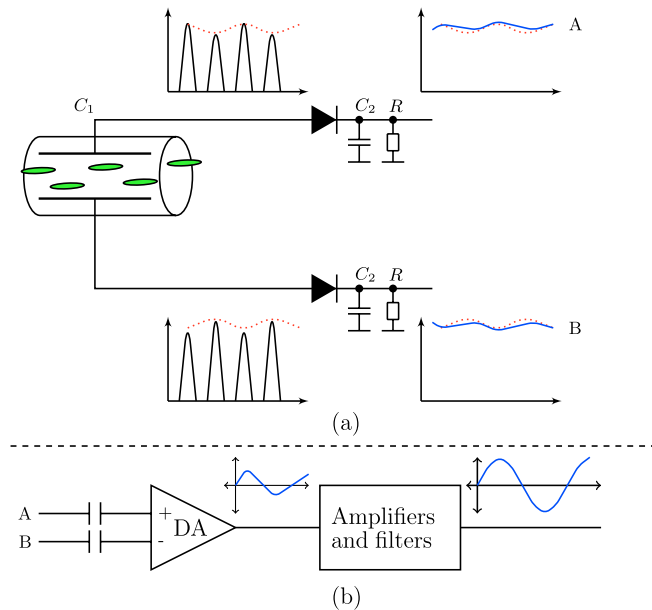 A
C₁
C₂ R
C₂ R
B
(a)
A + DA
B -
Amplifiers
and filters
(b)